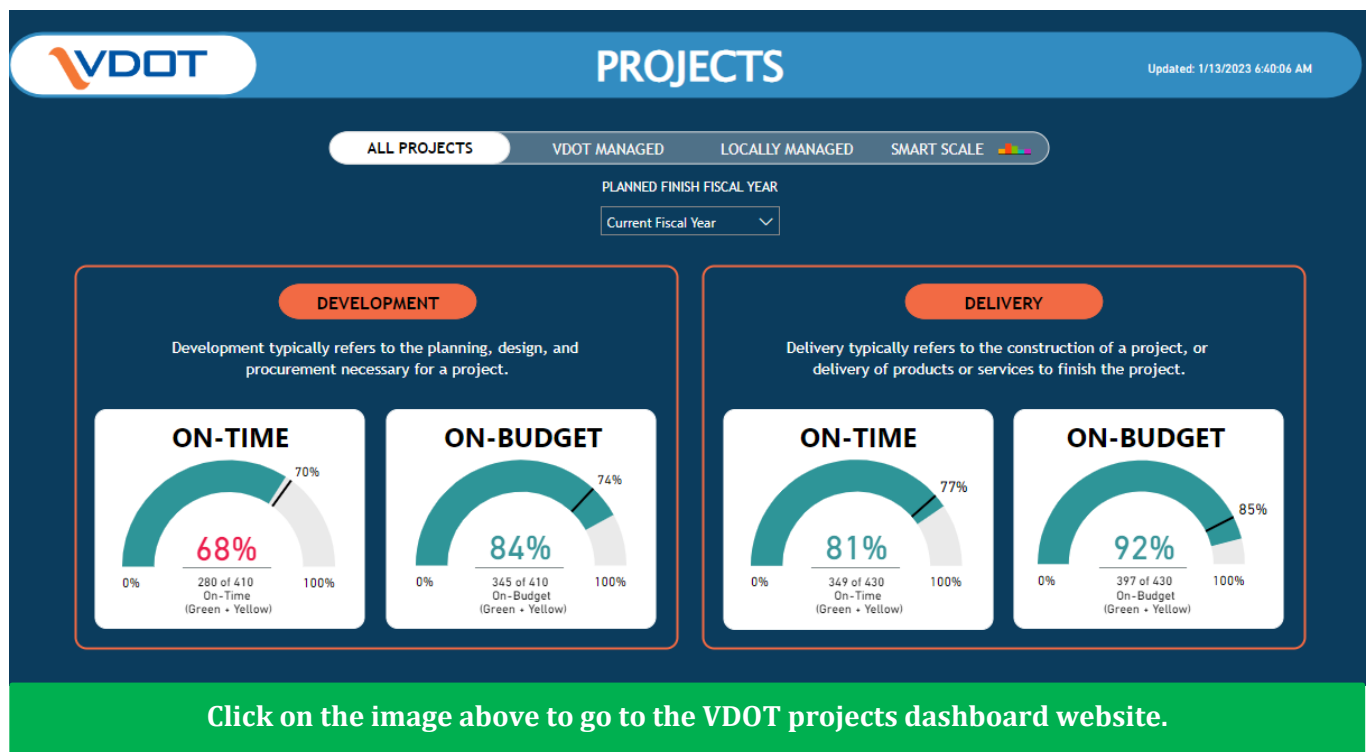 VDOT
PROJECTS
Updated: 1/13/2023 6:40:06 AM
ALL PROJECTS
VDOT MANAGED
LOCALLY MANAGED
SMART SCALE
PLANNED FINISH FISCAL YEAR
Current Fiscal Year
DEVELOPMENT
Development typically refers to the planning, design, and
procurement necessary for a project.
ON-TIME
70%
68%
0%
280 of 410
100%
On-Time
(Green + Yellow)
ON-BUDGET
74%
84%
0%
345 of 410
100%
On-Budget
(Green + Yellow)
DELIVERY
Delivery typically refers to the construction of a project, or
delivery of products or services to finish the project.
ON-TIME
77%
81%
0%
349 of 430
100%
On-Time
(Green + Yellow)
ON-BUDGET
85%
92%
0%
397 of 430
100%
On-Budget
(Green + Yellow)
Click on the image above to go to the VDOT projects dashboard website.